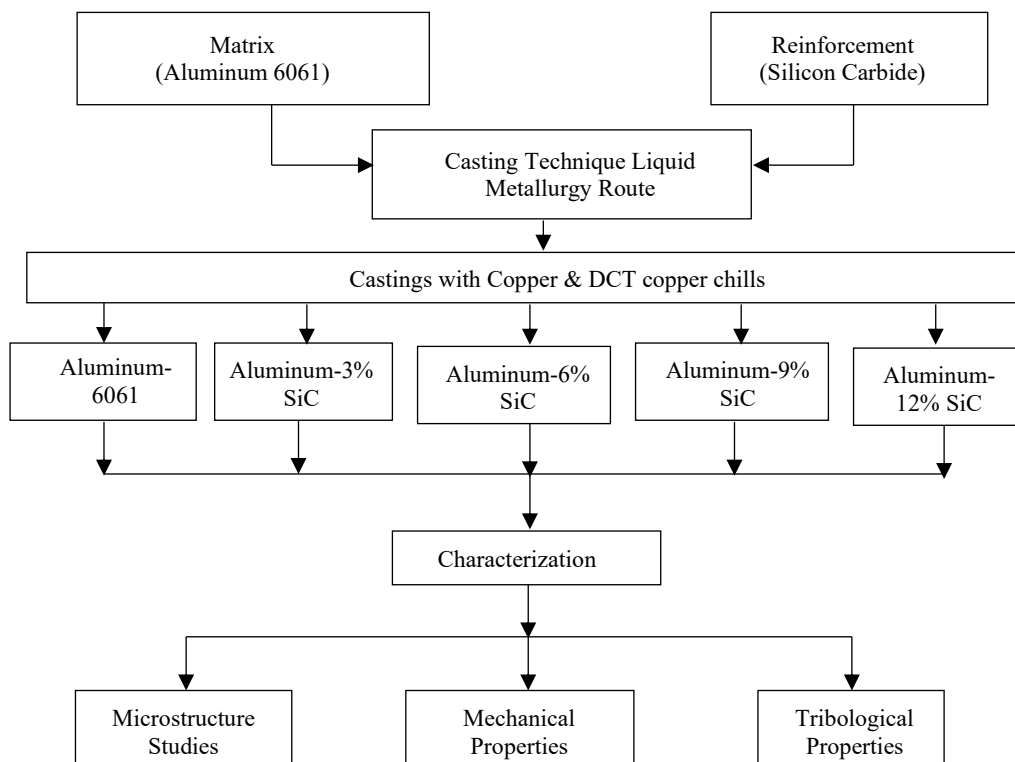 Matrix
(Aluminum 6061)
Reinforcement
(Silicon Carbide)
Casting Technique Liquid
Metallurgy Route
Castings with Copper & DCT copper chills
Aluminum-
6061
Aluminum-3%
SiC
Aluminum-6%
SiC
Aluminum-9%
SiC
Aluminum-
12% SiC
Characterization
Microstructure
Studies
Mechanical
Properties
Tribological
Properties